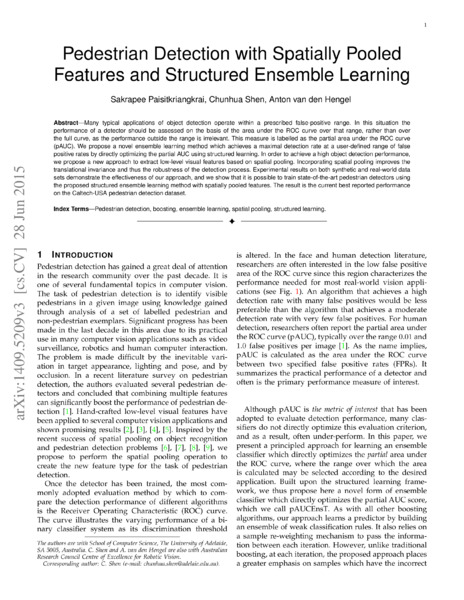 1
Pedestrian Detection with Spatially Pooled
Features and Structured Ensemble Learning
Sakrapee Paisitkriangkrai, Chunhua Shen, Anton van den Hengel
Abstract—Many typical applications of object detection operate within a prescribed false-positive range. In this situation the
performance of a detector should be assessed on the basis of the area under the ROC curve over that range, rather than over
the full curve, as the performance outside the range is irrelevant. This measure is labelled as the partial area under the ROC curve
(pAUC). We propose a novel ensemble learning method which achieves a maximal detection rate at a user-defined range of false
positive rates by directly optimizing the partial AUC using structured learning. In order to achieve a high object detection performance,
we propose a new approach to extract low-level visual features based on spatial pooling. Incorporating spatial pooling improves the
translational invariance and thus the robustness of the detection process. Experimental results on both synthetic and real-world data
sets demonstrate the effectiveness of our approach, and we show that it is possible to train state-of-the-art pedestrian detectors using
the proposed structured ensemble learning method with spatially pooled features. The result is the current best reported performance
on the Caltech-USA pedestrian detection dataset.
Index Terms—Pedestrian detection, boosting, ensemble learning, spatial pooling, structured learning.
arXiv:1409.5209v3 [cs.CV] 28 Jun 2015
1 INTRODUCTION
Pedestrian detection has gained a great deal of attention
in the research community over the past decade. It is
one of several fundamental topics in computer vision.
The task of pedestrian detection is to identify visible
pedestrians in a given image using knowledge gained
through analysis of a set of labelled pedestrian and
non-pedestrian exemplars. Significant progress has been
made in the last decade in this area due to its practical
use in many computer vision applications such as video
surveillance, robotics and human computer interaction.
The problem is made difficult by the inevitable vari-
ation in target appearance, lighting and pose, and by
occlusion. In a recent literature survey on pedestrian
detection, the authors evaluated several pedestrian de-
tectors and concluded that combining multiple features
can significantly boost the performance of pedestrian de-
tection [1]. Hand-crafted low-level visual features have
been applied to several computer vision applications and
shown promising results [2], [3], [4], [5]. Inspired by the
recent success of spatial pooling on object recognition
and pedestrian detection problems [6], [7], [8], [9], we
propose to perform the spatial pooling operation to
create the new feature type for the task of pedestrian
detection.
Once the detector has been trained, the most com-
monly adopted evaluation method by which to com-
pare the detection performance of different algorithms
is the Receiver Operating Characteristic (ROC) curve.
The curve illustrates the varying performance of a bi-
nary classifier system as its discrimination threshold
The authors are with School of Computer Science, The University of Adelaide,
SA 5005, Australia. C. Shen and A. van den Hengel are also with Australian
Research Council Centre of Excellence for Robotic Vision.
Corresponding author: C. Shen (e-mail: chunhua.shen@adelaide.edu.au).
is altered. In the face and human detection literature,
researchers are often interested in the low false positive
area of the ROC curve since this region characterizes the
performance needed for most real-world vision appli-
cations (see Fig. 1). An algorithm that achieves a high
detection rate with many false positives would be less
preferable than the algorithm that achieves a moderate
detection rate with very few false positives. For human
detection, researchers often report the partial area under
the ROC curve (pAUC), typically over the range 0.01 and
1.0 false positives per image [1]. As the name implies,
pAUC is calculated as the area under the ROC curve
between two specified false positive rates (FPRs). It
summarizes the practical performance of a detector and
often is the primary performance measure of interest.
Although pAUC is the metric of interest that has been
adopted to evaluate detection performance, many clas-
sifiers do not directly optimize this evaluation criterion,
and as a result, often under-perform. In this paper, we
present a principled approach for learning an ensemble
classifier which directly optimizes the partial area under
the ROC curve, where the range over which the area
is calculated may be selected according to the desired
application. Built upon the structured learning frame-
work, we thus propose here a novel form of ensemble
classifier which directly optimizes the partial AUC score,
which we call pAUCEnsT. As with all other boosting
algorithms, our approach learns a predictor by building
an ensemble of weak classification rules. It also relies on
a sample re-weighting mechanism to pass the informa-
tion between each iteration. However, unlike traditional
boosting, at each iteration, the proposed approach places
a greater emphasis on samples which have the incorrect